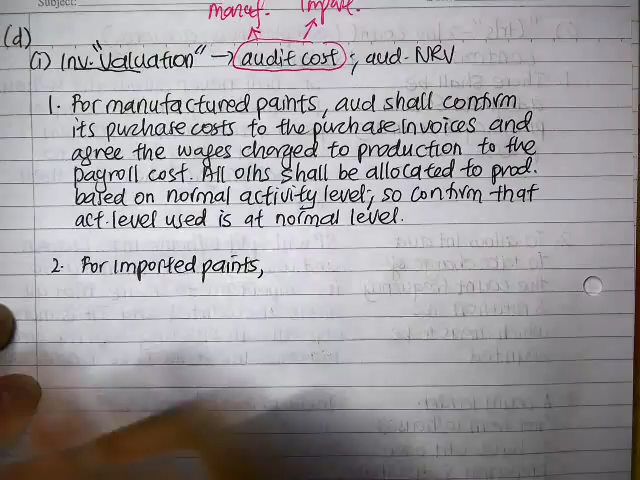 Subject:
manuf. import
(d)
(i) Inv. "Valuation" → audit cost; aud. NRV
1. For manufactured paints, aud shall confirm
its purchase costs to the purchase invoices and
agree the wages charged to production to the
payroll cost. All o/hs shall be allocated to prod.
based on normal activity level, so confirm that
act. level used is at normal level.
2. For imported paints,